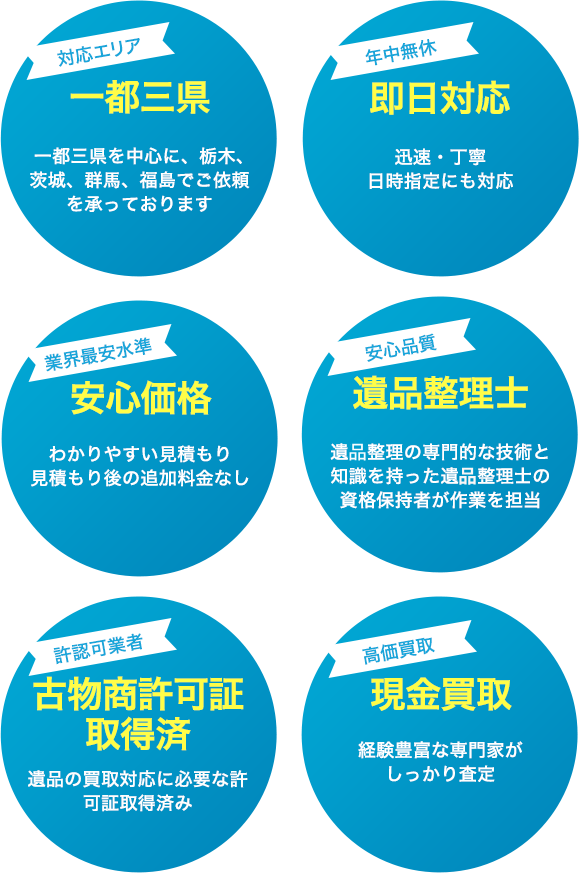 対応エリア
一都三県
一都三県を中心に、栃木、
茨城、群馬、福島でご依頼
を承っております
年中無休
即日対応
迅速・丁寧
日時指定にも対応
業界最安水準
安心価格
わかりやすい見積もり
見積もり後の追加料金なし
安心品質
遺品整理士
遺品整理の専門的な技術と
知識を持った遺品整理士の
資格保持者が作業を担当
許認可業者
古物商許可証
取得済
遺品の買取対応に必要な許
可証取得済み
高価買取
現金買取
経験豊富な専門家が
しっかり査定